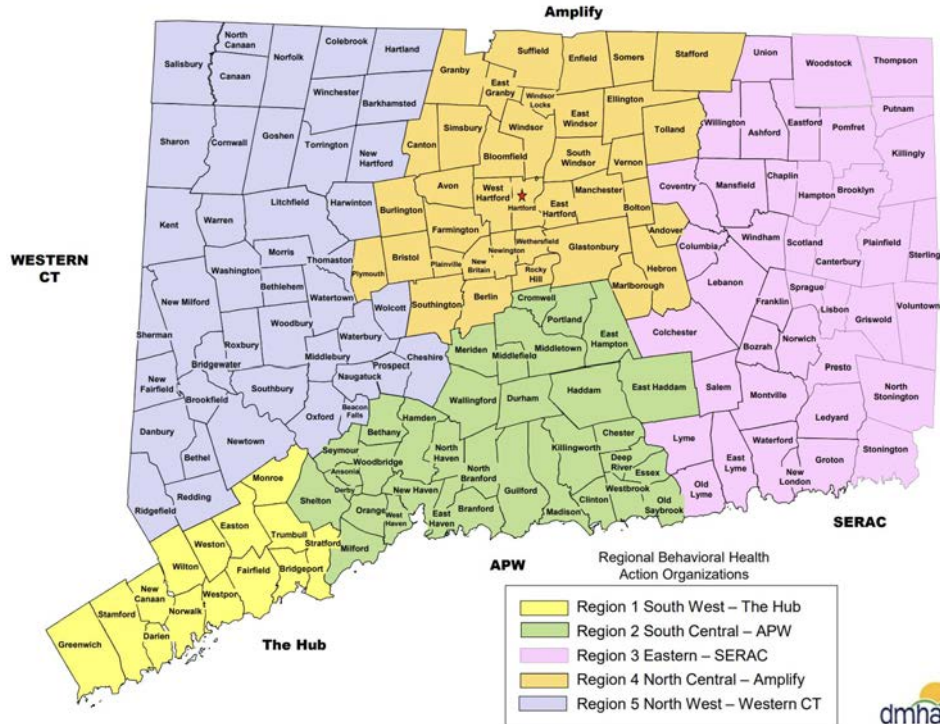 Amplify
North
Canaan
Colebrook
Hartland
Suffield
Enfield
Somers
Stafford
Union
Woodstock
Thompson
Salisbury
Norfolk
Granby
East
Granby
Canaan
Winchester
Barkhamsted
Windsor
Locks
Ellington
Putnam
Sharon
Cornwall
Goshen
Torrington
New
Hartford
Canton
Simsbury
Windsor
East
Windsor
Tolland
Willington
Ashford
Eastford
Pomfret
Killingly
Bloomfield
South
Windsor
Vernon
Kent
Warren
Litchfield
Harwinton
Burlington
Avon
West
Hartford
Hartford
East
Hartford
Manchester
Bolton
Coventry
Mansfield
Chaplin
Hampton
Brooklyn
Farmington
Andover
Columbia
Windham
Scotland
Canterbury
Plainfield
Sterling
WESTERN
CT
Washington
Morris
Bethlehem
Thomaston
Watertown
Plymouth
Bristol
Plainville
New
Britain
Newington
Wethersfield
Rocky
Hill
Glastonbury
Hebron
Marlborough
Lebanon
Franklin
Sprague
Lisbon
Griswold
Voluntown
New Milford
Woodbury
Waterbury
Wolcott
Southington
Berlin
Cromwell
Portland
East
Hampton
Colchester
Bozrah
Norwich
Presto
Sherman
Roxbury
Bridgewater
Middlebury
Naugatuck
Prospect
Cheshire
Meriden
Middlefield
Middletown
New
Fairfield
Brookfield
Southbury
Oxford
Beacon
Falls
Wallingford
Durham
Haddam
East Haddam
Salem
Montville
Ledyard
North
Stonington
Danbury
Bethel
Newtown
Seymour
Bethany
Hamden
Woodbridge
North
Haven
North
Branford
Killingworth
Chester
Deep
River
Essex
Lyme
Waterford
Groton
Stonington
Ridgefield
Redding
Monroe
Shelton
Ansonia
Derby
Orange
New Haven
West
Haven
East
Haven
Branford
Guilford
Madison
Clinton
Westbrook
Old
Saybrook
Old
Lyme
East
Lyme
New
London
Easton
Trumbull
Stratford
Milford
Weston
Wilton
Fairfield
Bridgeport
New
Canaan
Westpor
Norwalk
Stamford
Darien
Greenwich
The Hub
APW
SERAC
Regional Behavioral Health
Action Organizations
Region 1 South West – The Hub
Region 2 South Central – APW
Region 3 Eastern – SERAC
Region 4 North Central – Amplify
Region 5 North West – Western CT
dmha